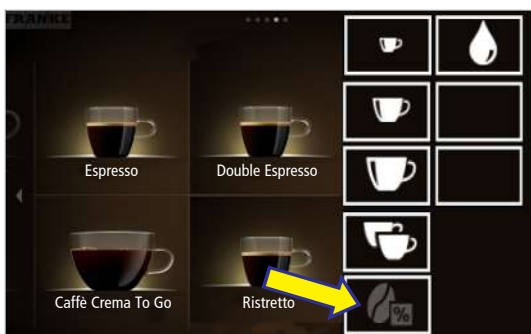 FRANKE
Espresso
Double Espresso
Caffè Crema To Go
Ristretto
%